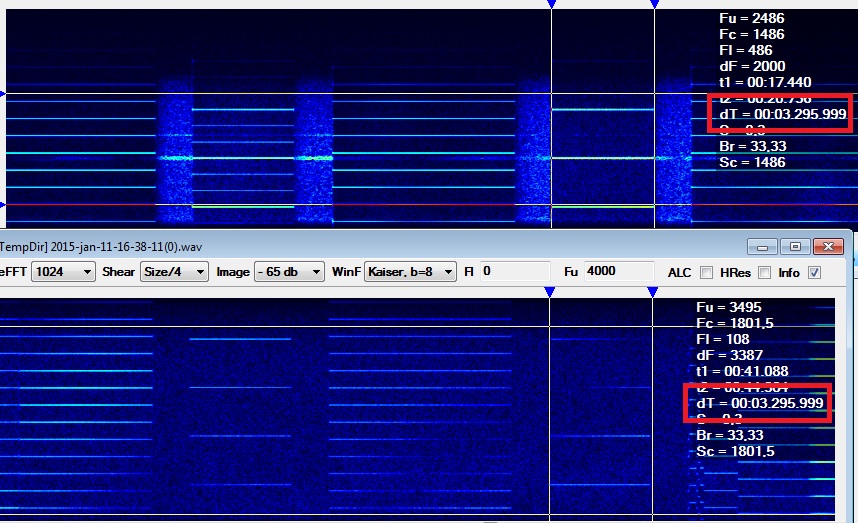 Fu = 2486
Fc = 1486
Fl = 486
dF = 2000
t1 = 00:17.440
t2 = 00:20.736
dT = 00:03.295.999
S = 0,3
Br = 33,33
Sc = 1486
TempDir] 2015-jan-11-16-38-11(0).wav
eFFT 1024 Shear Size/4 Image - 65 db WinF Kaiser, b=8 Fl 0 Fu 4000 ALC HRes Info
Fu = 3495
Fc = 1801,5
Fl = 108
dF = 3387
t1 = 00:41.088
t2 = 00:44.384
dT = 00:03.295.999
S = 0,3
Br = 33,33
Sc = 1801,5